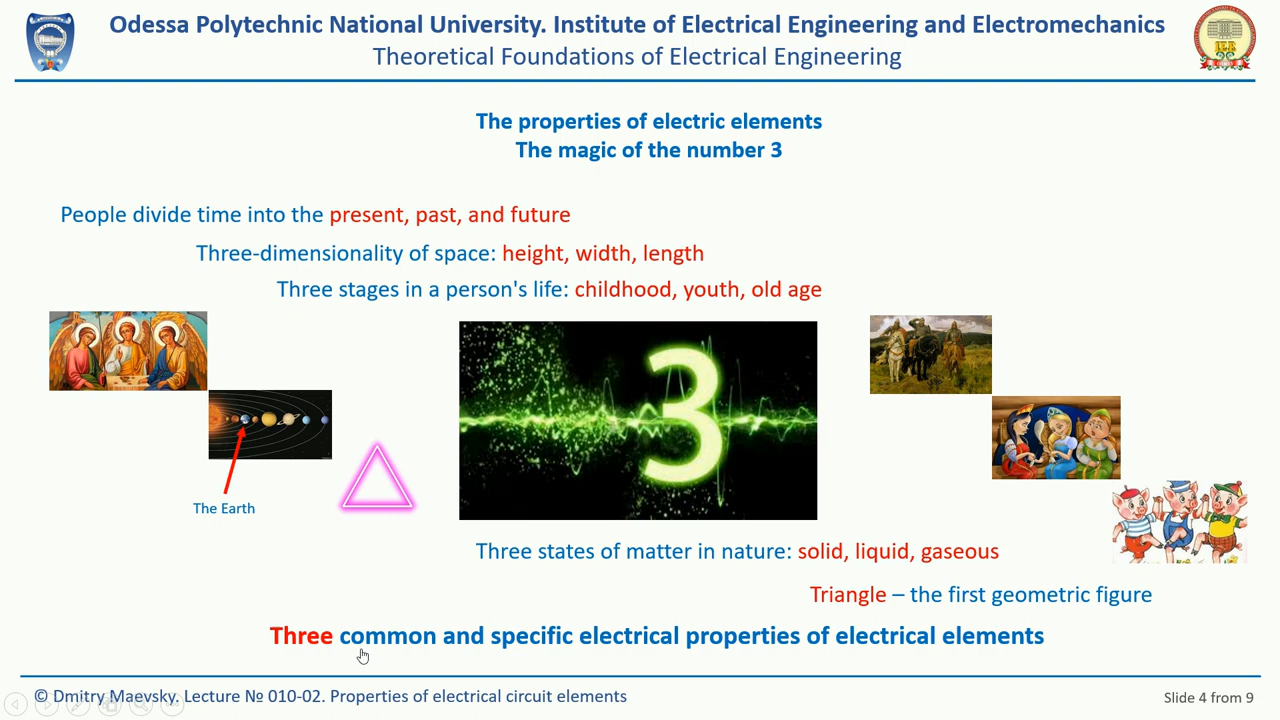 Odessa Polytechnic National University. Institute of Electrical Engineering and Electromechanics
Theoretical Foundations of Electrical Engineering
The properties of electric elements
The magic of the number 3
People divide time into the present, past, and future
Three-dimensionality of space: height, width, length
Three stages in a person's life: childhood, youth, old age
3
The Earth
Three states of matter in nature: solid, liquid, gaseous
Triangle – the first geometric figure
Three common and specific electrical properties of electrical elements
© Dmitry Maevsky. Lecture № 010-02. Properties of electrical circuit elements
Slide 4 from 9